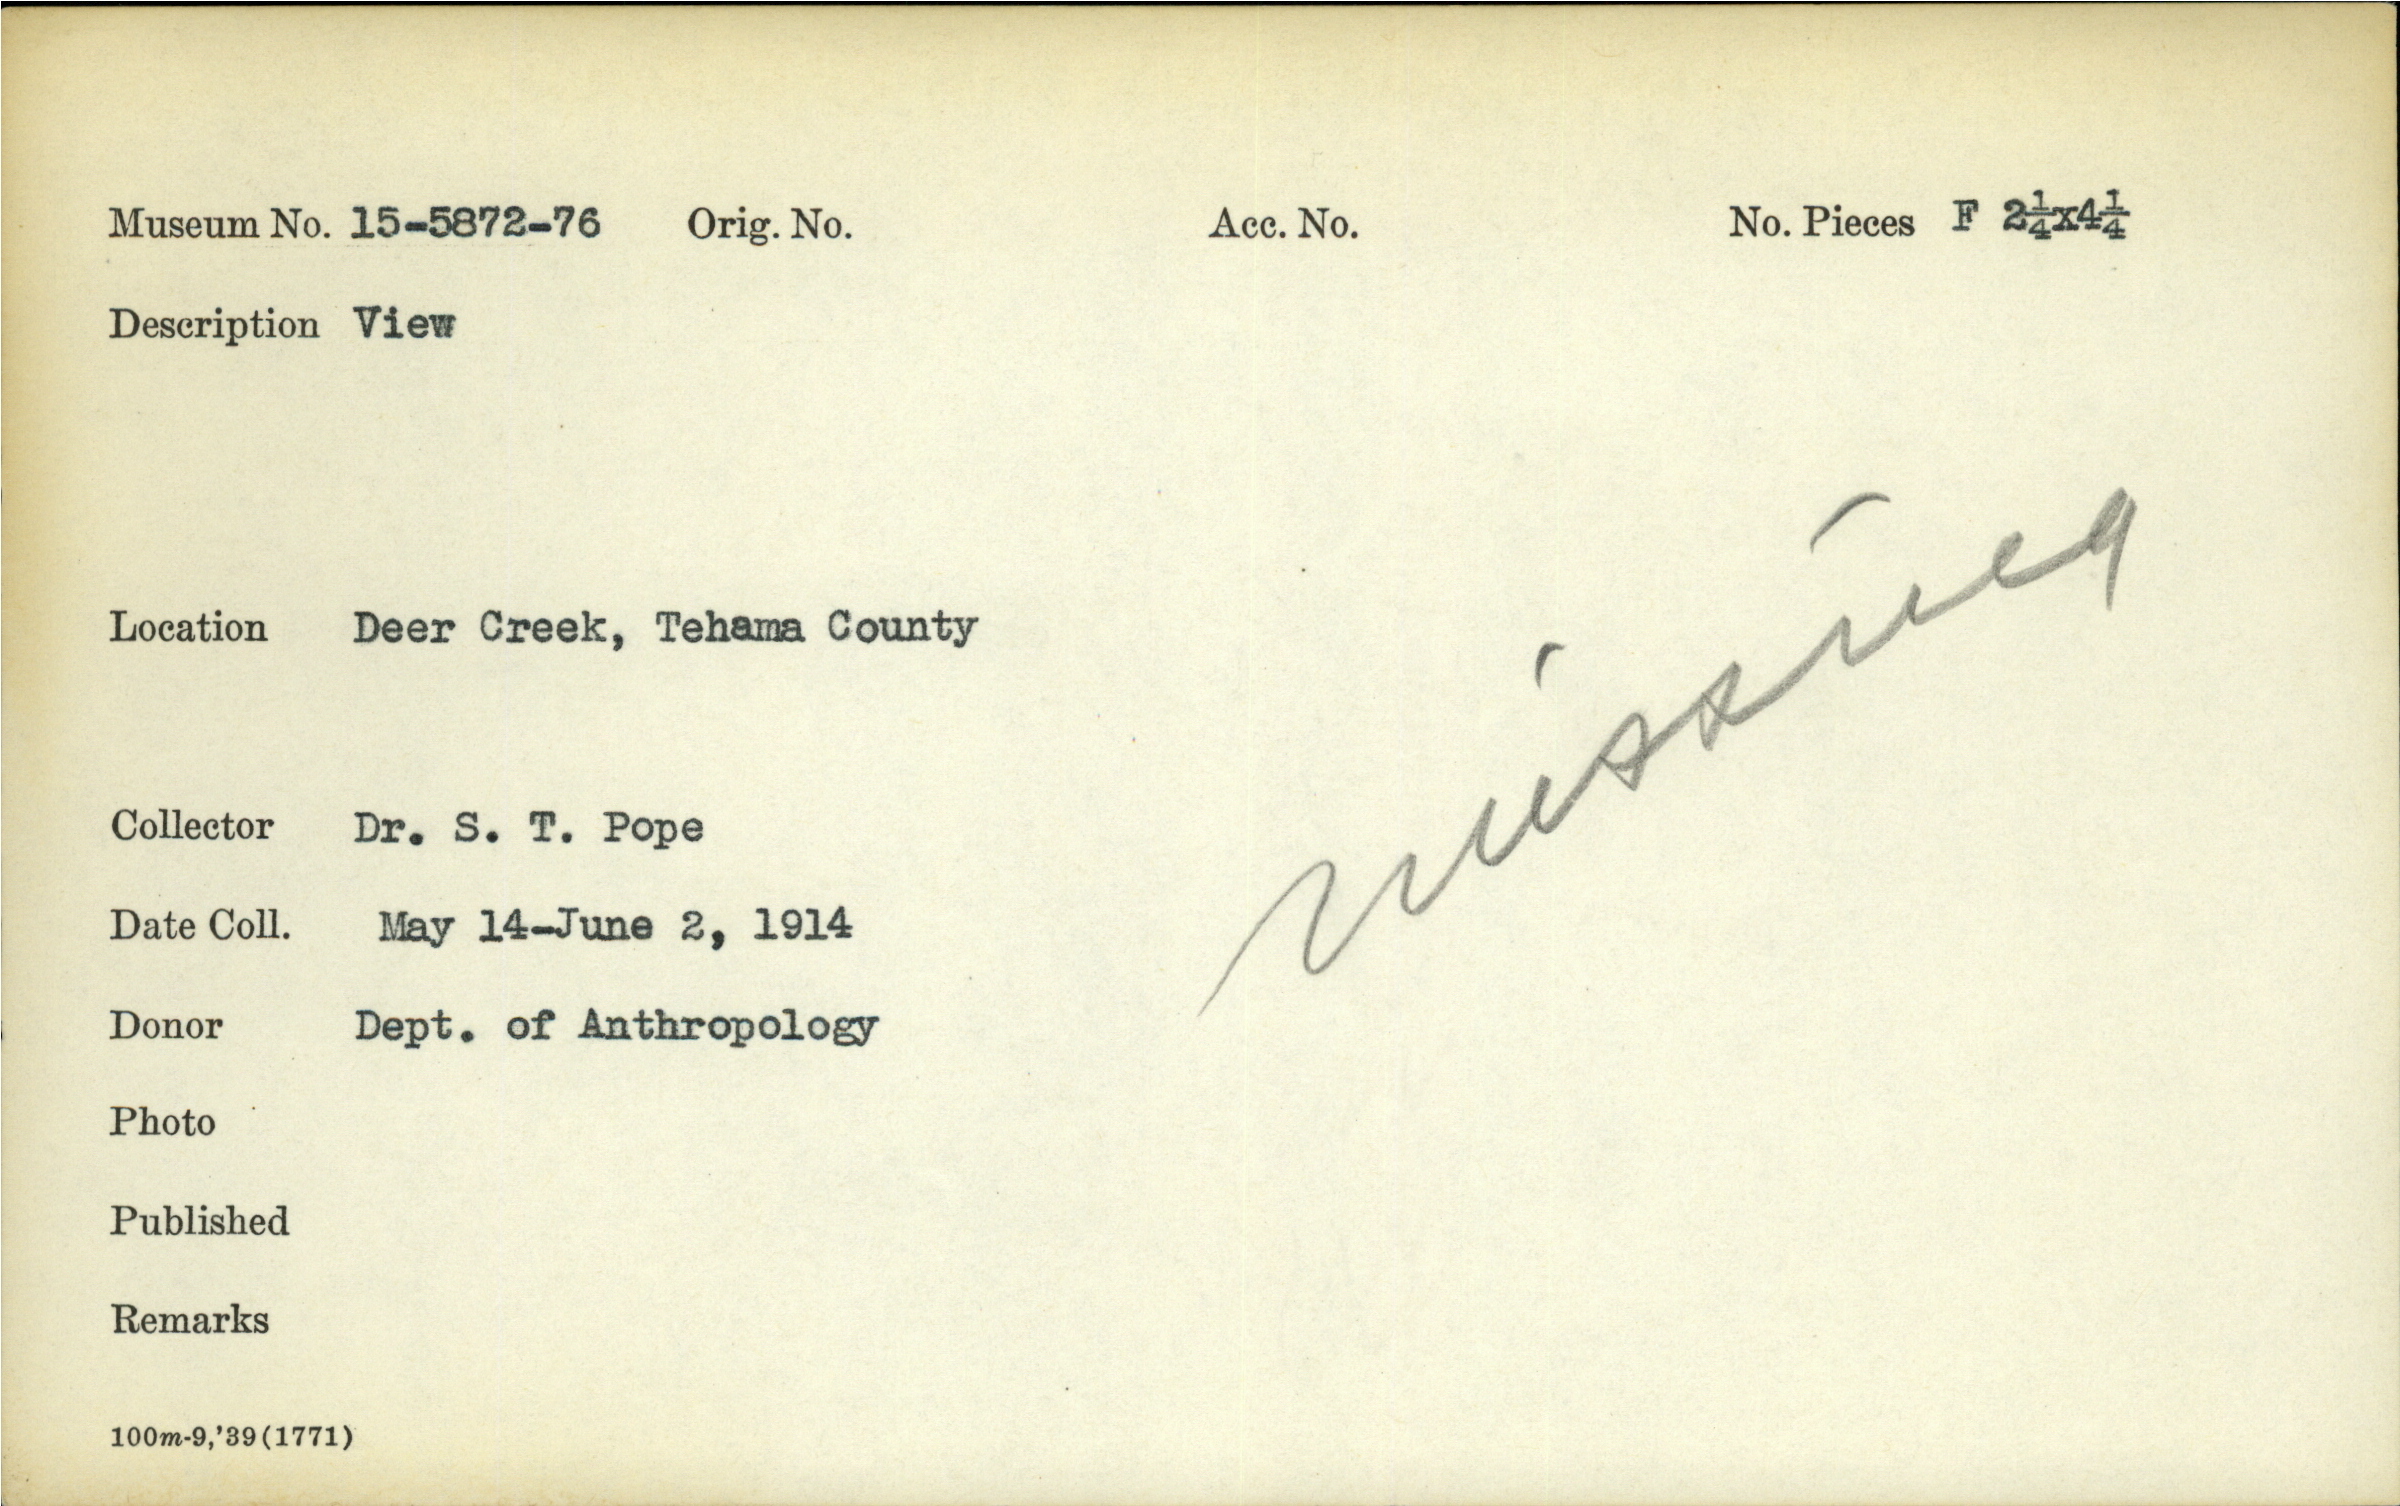 Museum No. 15-5872-76 Orig. No. Acc. No. No. Pieces F 2¼x4¼
Description View
missing
Location Deer Creek, Tehama County
Collector Dr. S. T. Pope
Date Coll. May 14-June 2, 1914
Donor Dept. of Anthropology
Photo
Published
Remarks
100m-9,'39(1771)